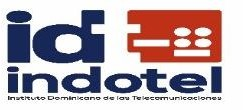 id
indotel
Instituto Dominicano de las Telecomunicaciones